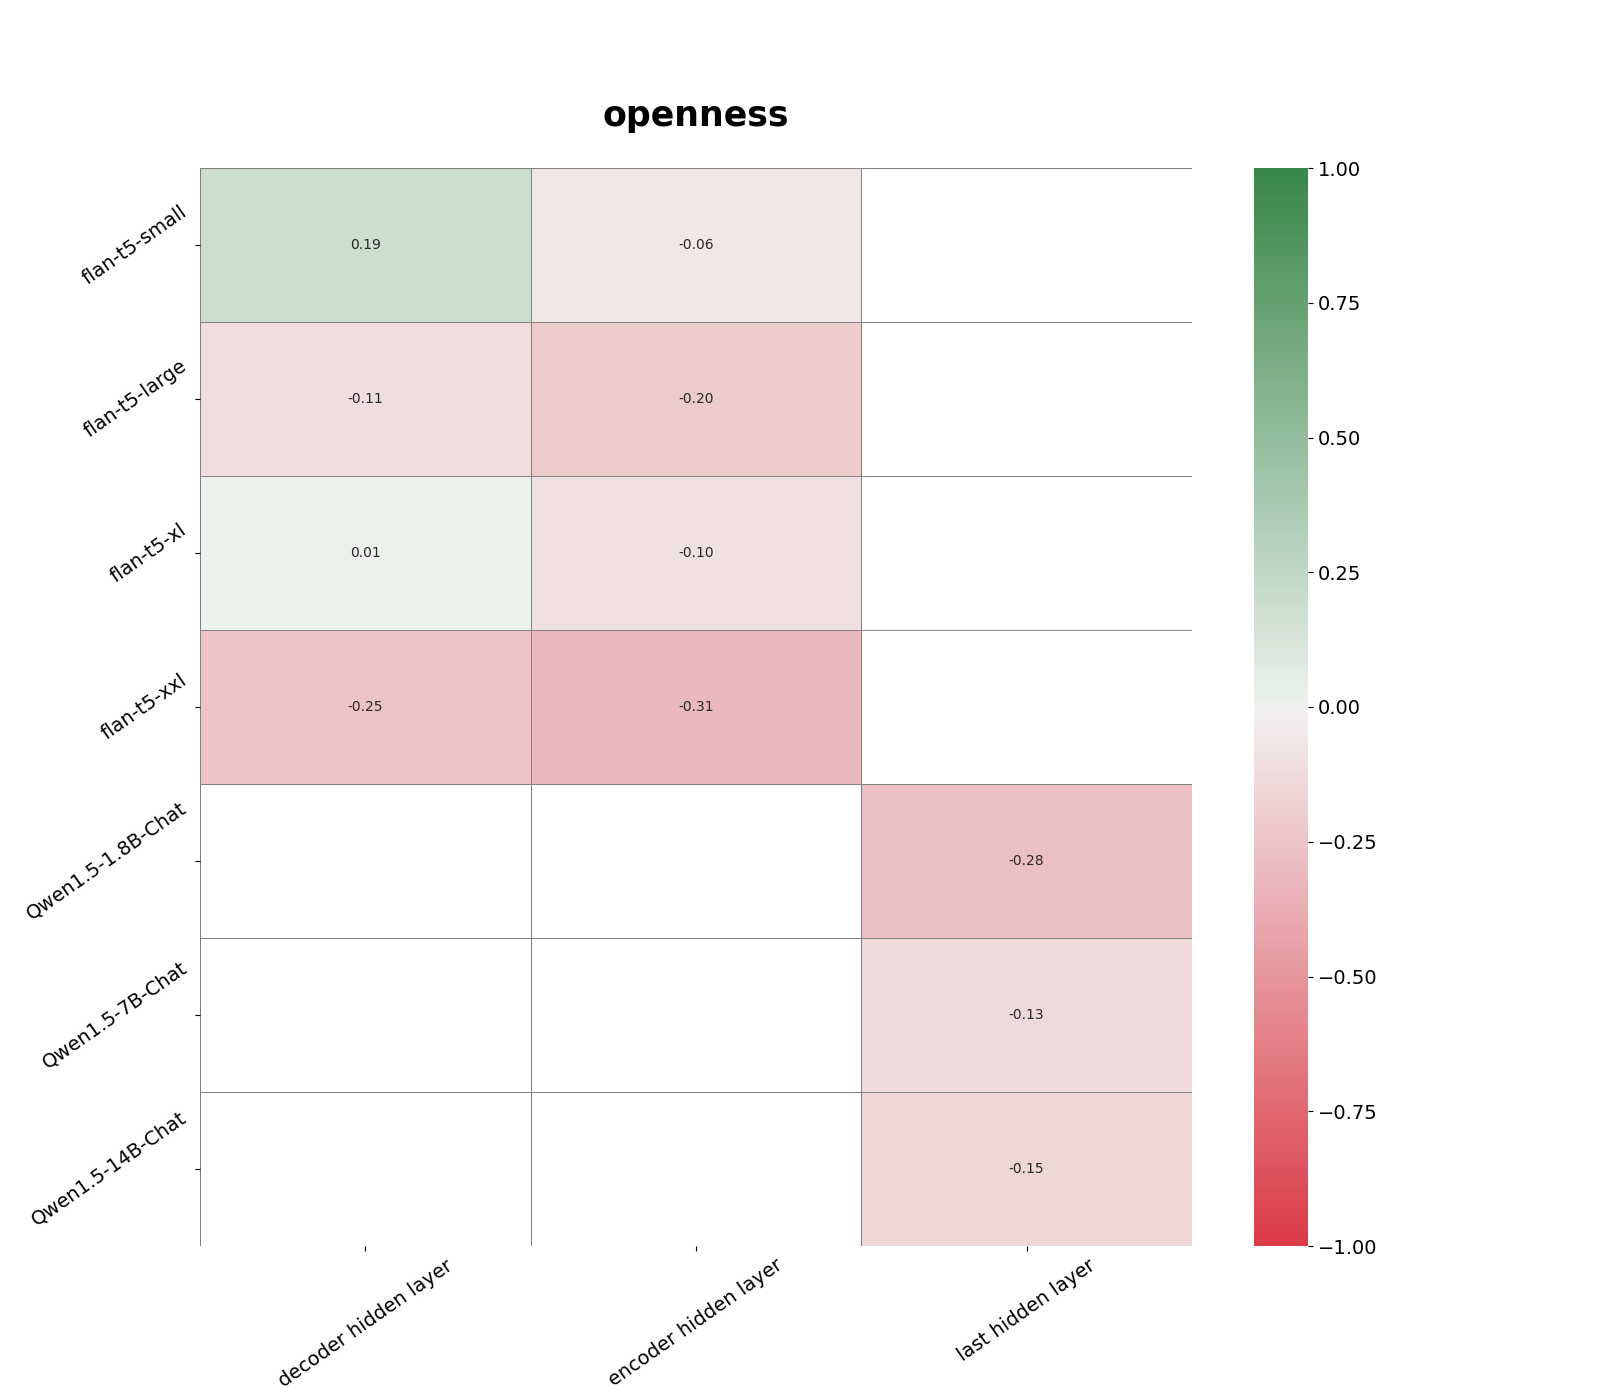 openness
flan-t5-small
0.19
-0.06
flan-t5-large
-0.11
-0.20
flan-t5-xl
0.01
-0.10
flan-t5-xxl
-0.25
-0.31
Qwen1.5-1.8B-Chat
-0.28
Qwen1.5-7B-Chat
-0.13
Qwen1.5-14B-Chat
-0.15
decoder hidden layer
encoder hidden layer
last hidden layer
1.00
0.75
0.50
0.25
0.00
−0.25
−0.50
−0.75
−1.00